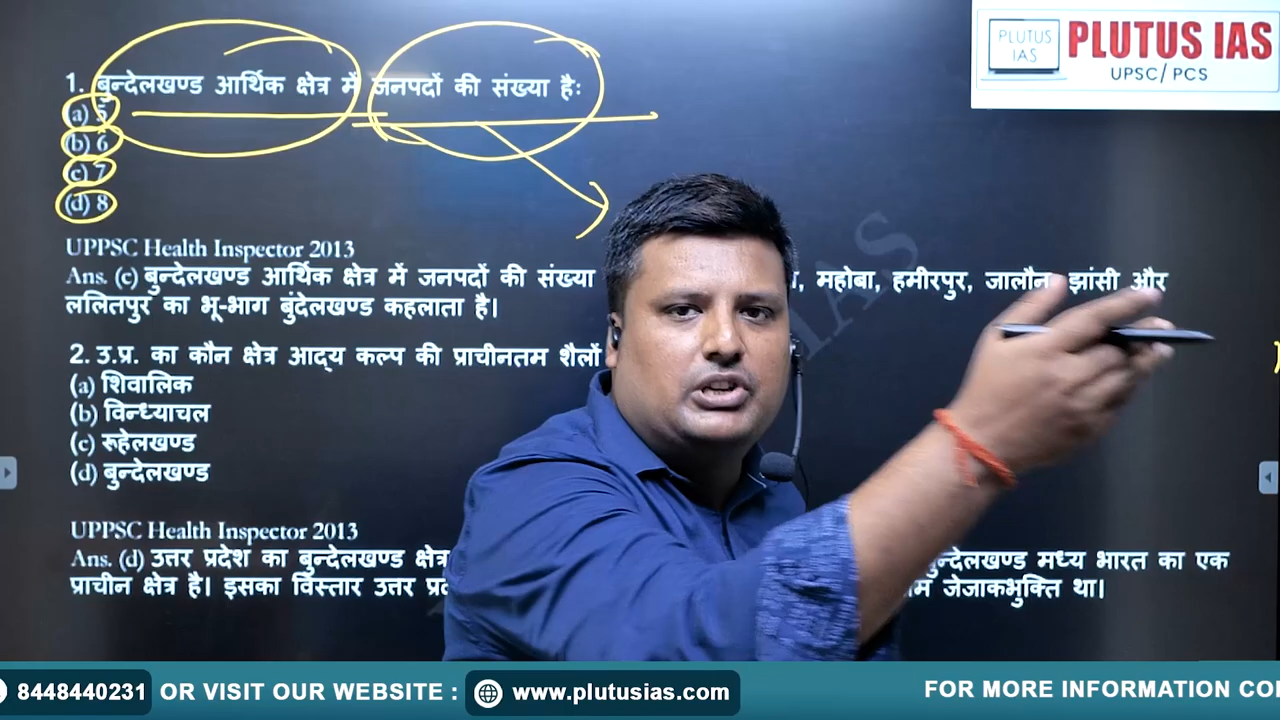 PLUTUS IAS
PLUTUS IAS
UPSC/ PCS
1. बुन्देलखण्ड आर्थिक क्षेत्र में जनपदों की संख्या हैः
(a) 5
(b) 6
(c) 7
(d) 8
UPPSC Health Inspector 2013
Ans. (c) बुन्देलखण्ड आर्थिक क्षेत्र में जनपदों की संख्या महोबा, हमीरपुर, जालौन, झांसी और
ललितपुर का भू-भाग बुंदेलखण्ड कहलाता है।
2. उ.प्र. का कौन क्षेत्र आद्य कल्प की प्राचीनतम शैलों
(a) शिवालिक
(b) विन्ध्याचल
(c) रूहेलखण्ड
(d) बुन्देलखण्ड
UPPSC Health Inspector 2013
Ans. (d) उत्तर प्रदेश का बुन्देलखण्ड क्षेत्र बुन्देलखण्ड मध्य भारत का एक
प्राचीन क्षेत्र है। इसका विस्तार उत्तर जेजाकभुक्ति था।
IAS
8448440231 OR VISIT OUR WEBSITE : www.plutusias.com FOR MORE INFORMATION